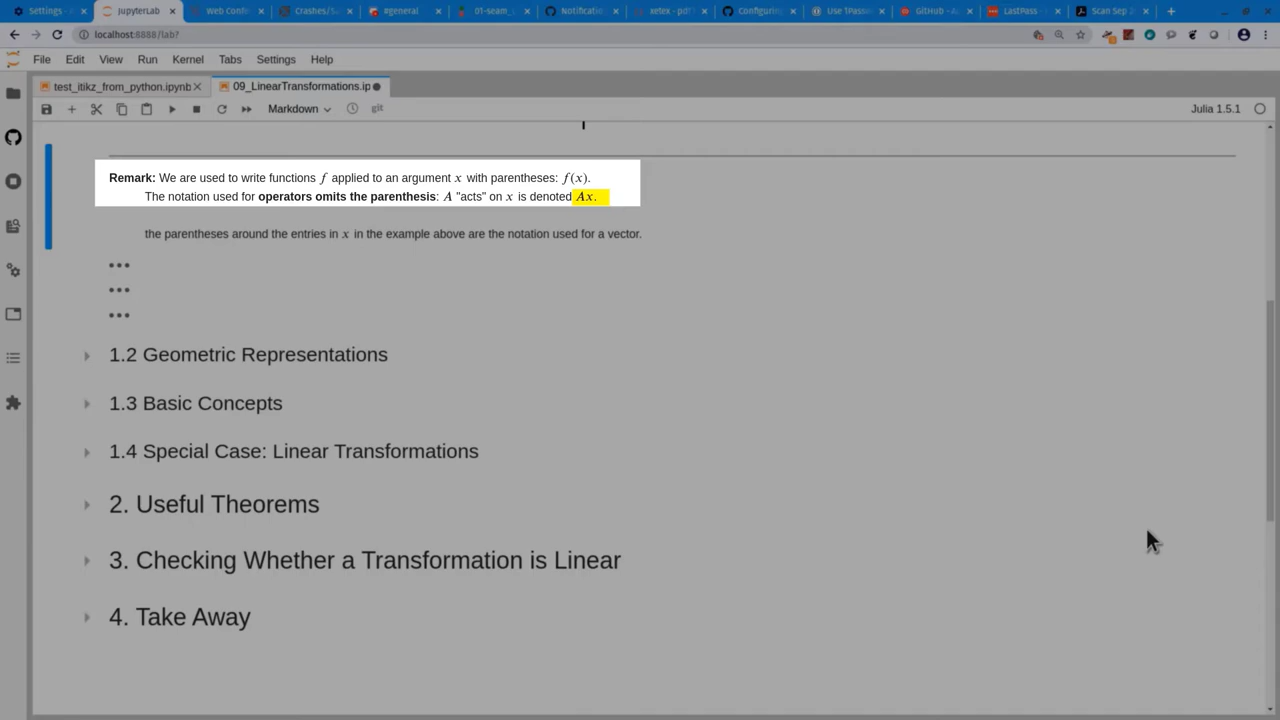 Settings - A
JupyterLab
Web Conf
Crashes/S
#general
01-seam_
Notificatio
xetex - pdf
Configurin
Use 1Passw
GitHub - A
LastPass -
Scan Sep 2
localhost:8888/lab?
File Edit View Run Kernel Tabs Settings Help
test_itikz_from_python.ipynb
09_LinearTransformations.ip
Markdown
git
Julia 1.5.1
Remark: We are used to write functions f applied to an argument x with parentheses: f(x).
The notation used for operators omits the parenthesis: A "acts" on x is denoted Ax.
the parentheses around the entries in x in the example above are the notation used for a vector.
1.2 Geometric Representations
1.3 Basic Concepts
1.4 Special Case: Linear Transformations
2. Useful Theorems
3. Checking Whether a Transformation is Linear
4. Take Away